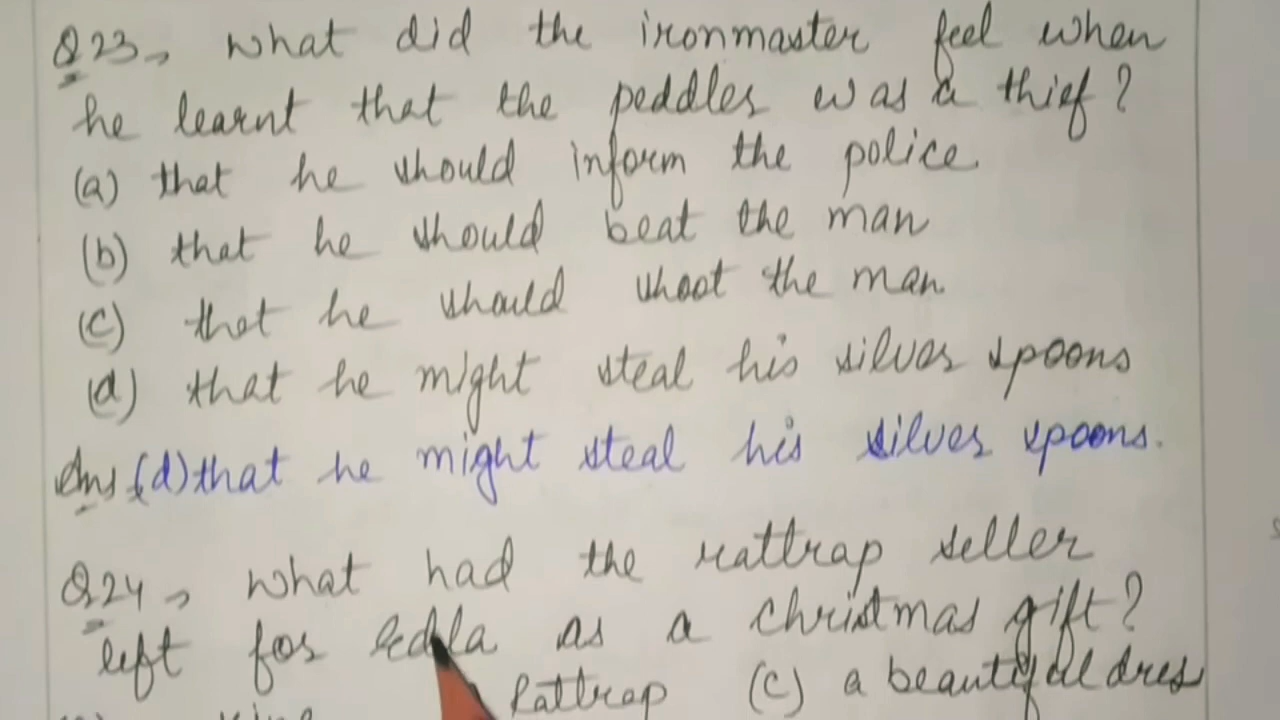 Q23, What did the ironmaster feel when
he learnt that the peddler was a thief?
(a) that he should inform the police.
(b) that he should beat the man
(c) that he should shoot the man
(d) that he might steal his silver spoons
Ans (d) that he might steal his silver spoons.
Q24, What had the rattrap seller
left for Edla as a christmas gift?
Rattrap (c) a beautiful dress